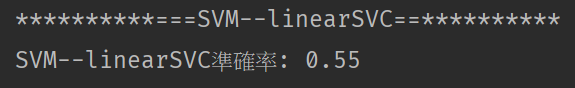 **********===SVM--linearSVC==**********
SVM--linearSVC準確率: 0.55